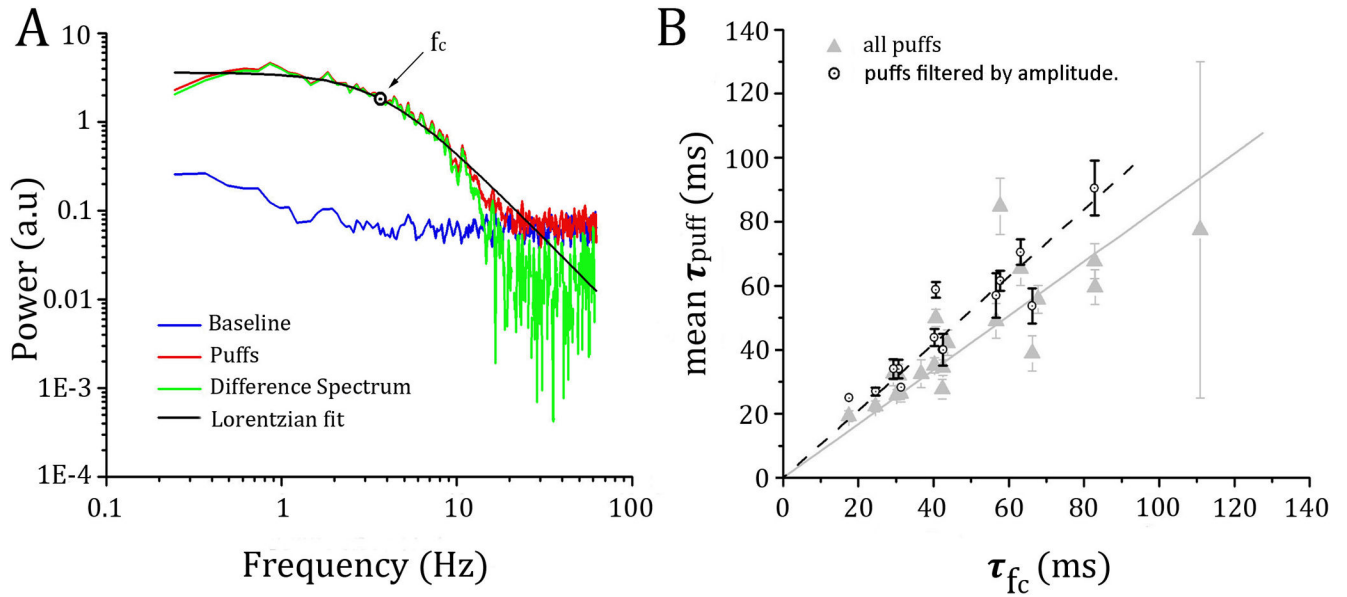 A
10
1
0.1
0.01
1E-3
1E-4
Power (a.u)
f_c
Baseline
Puffs
Difference Spectrum
Lorentzian fit
0.1
1
10
100
Frequency (Hz)
B
140
120
100
80
60
40
20
0
mean τpuff (ms)
all puffs
puffs filtered by amplitude.
0
20
40
60
80
100
120
140
τ_fc (ms)